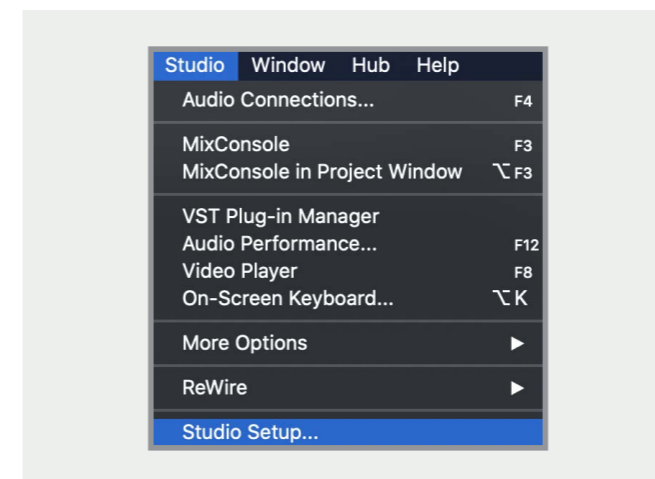 Studio Window Hub Help
Audio Connections... F4
MixConsole F3
MixConsole in Project Window ⌥ F3
VST Plug-in Manager
Audio Performance... F12
Video Player F8
On-Screen Keyboard... ⌥ K
More Options ▶
ReWire ▶
Studio Setup...